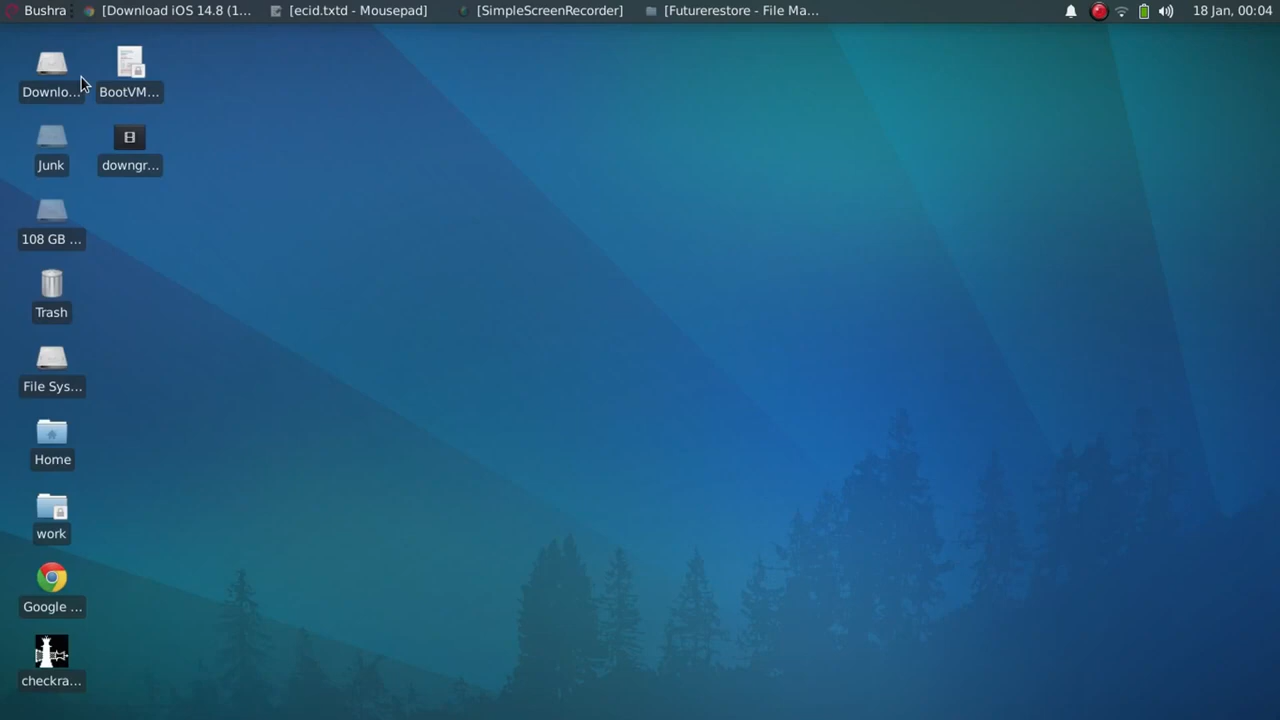 Bushra
[Download iOS 14.8 (1...
[ecid.txtd - Mousepad]
[SimpleScreenRecorder]
[Futurerestore - File Ma...
18 Jan, 00:04
Downlo...
BootVM...
Junk
downgr...
108 GB ...
Trash
File Sys...
Home
work
Google ...
checkra...